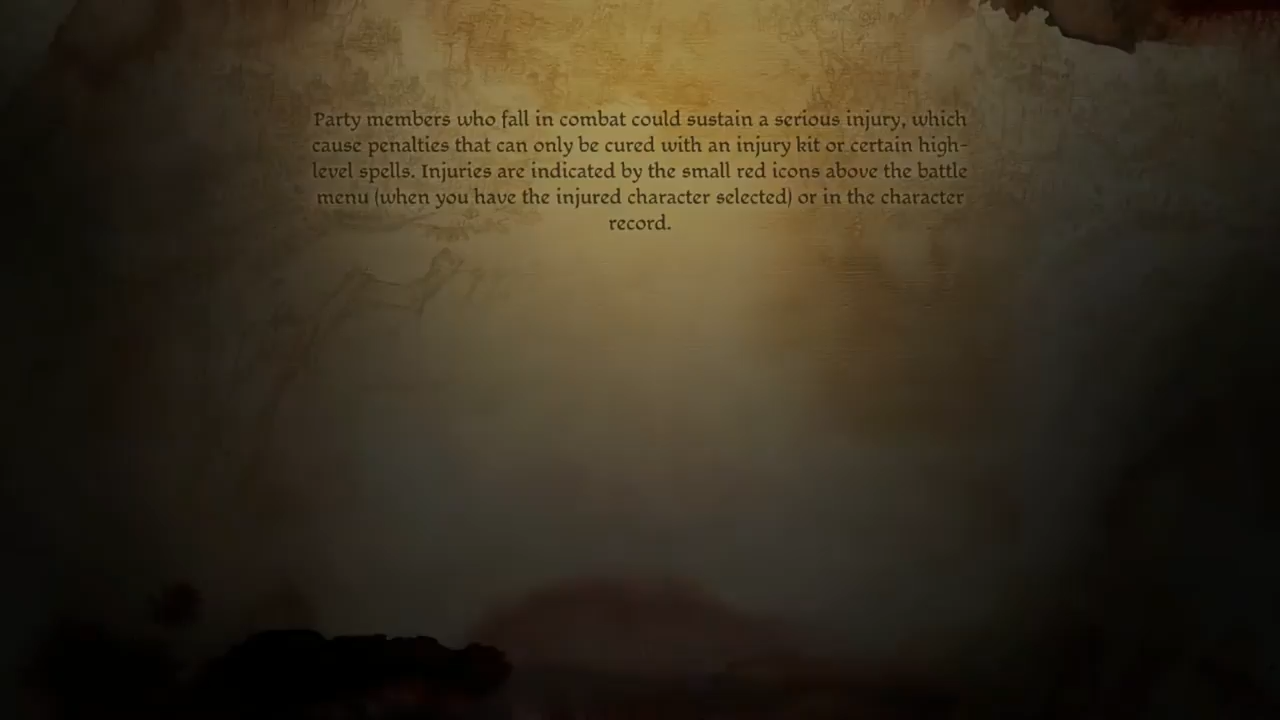 Party members who fall in combat could sustain a serious injury, which
cause penalties that can only be cured with an injury kit or certain high-
level spells. Injuries are indicated by the small red icons above the battle
menu (when you have the injured character selected) or in the character
record.